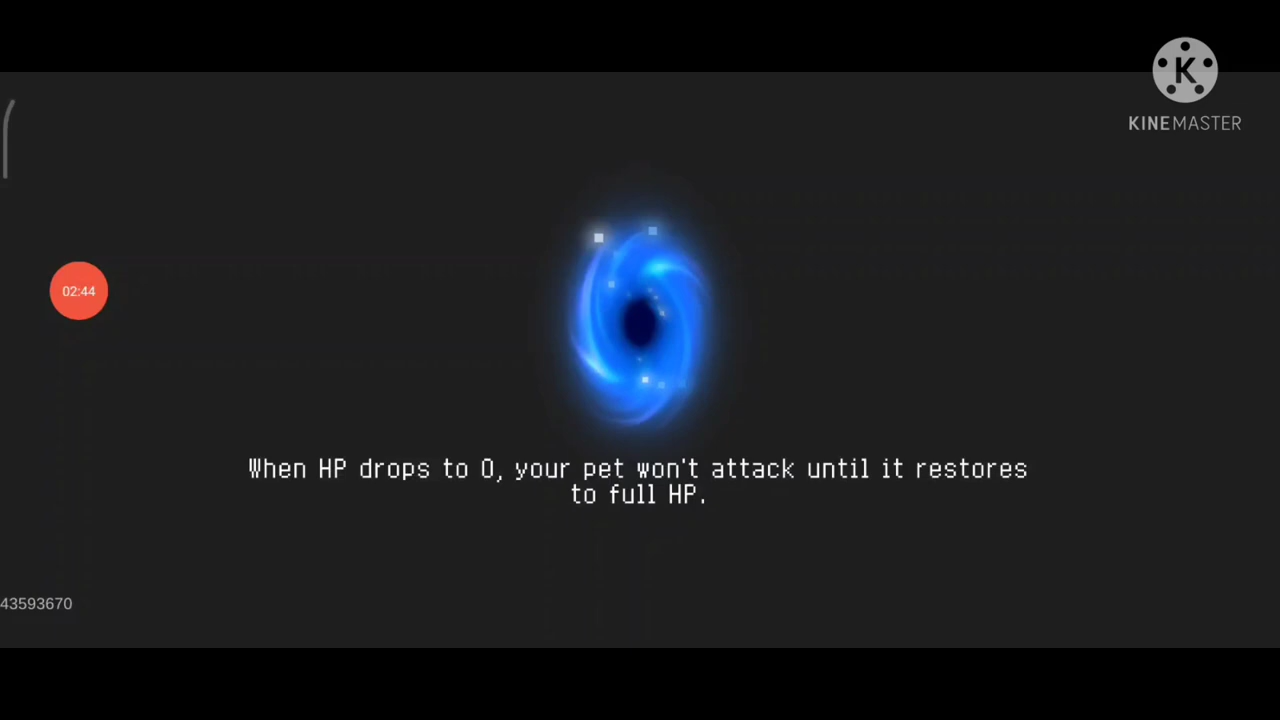 K
KINEMASTER
02:44
When HP drops to 0, your pet won't attack until it restores
to full HP.
43593670